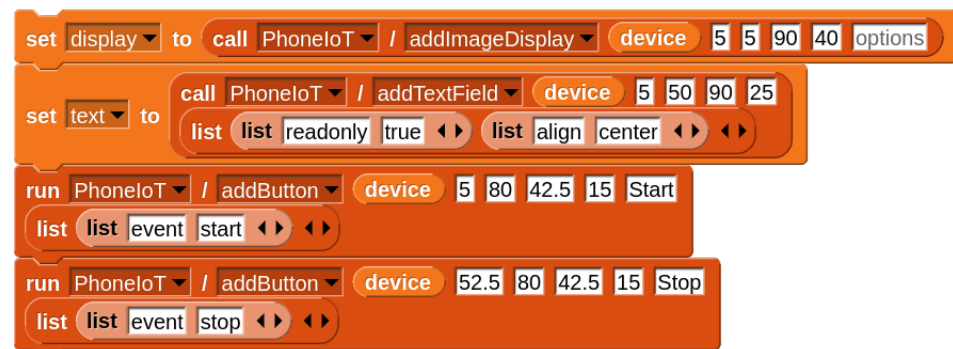 set display to call PhoneIoT / addImageDisplay device 5 5 90 40 options
call PhoneIoT / addTextField device 5 50 90 25
set text to
list list readonly true list align center
run PhoneIoT / addButton device 5 80 42.5 15 Start
list list event start
run PhoneIoT / addButton device 52.5 80 42.5 15 Stop
list list event stop